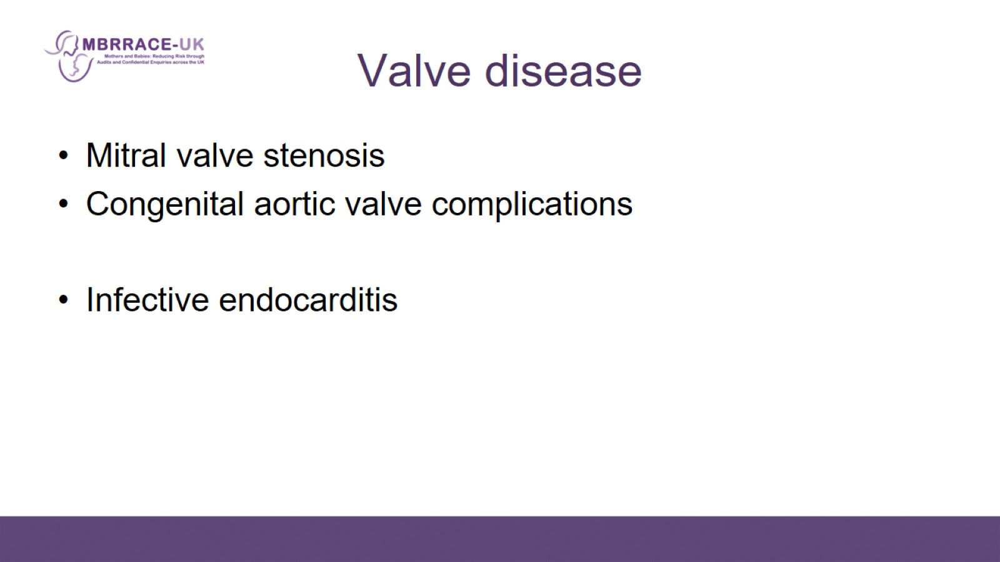 MBRRACE-UK
Mothers and Babies: Reducing Risk through
Audits and Confidential Enquiries across the UK
Valve disease
• Mitral valve stenosis
• Congenital aortic valve complications
• Infective endocarditis